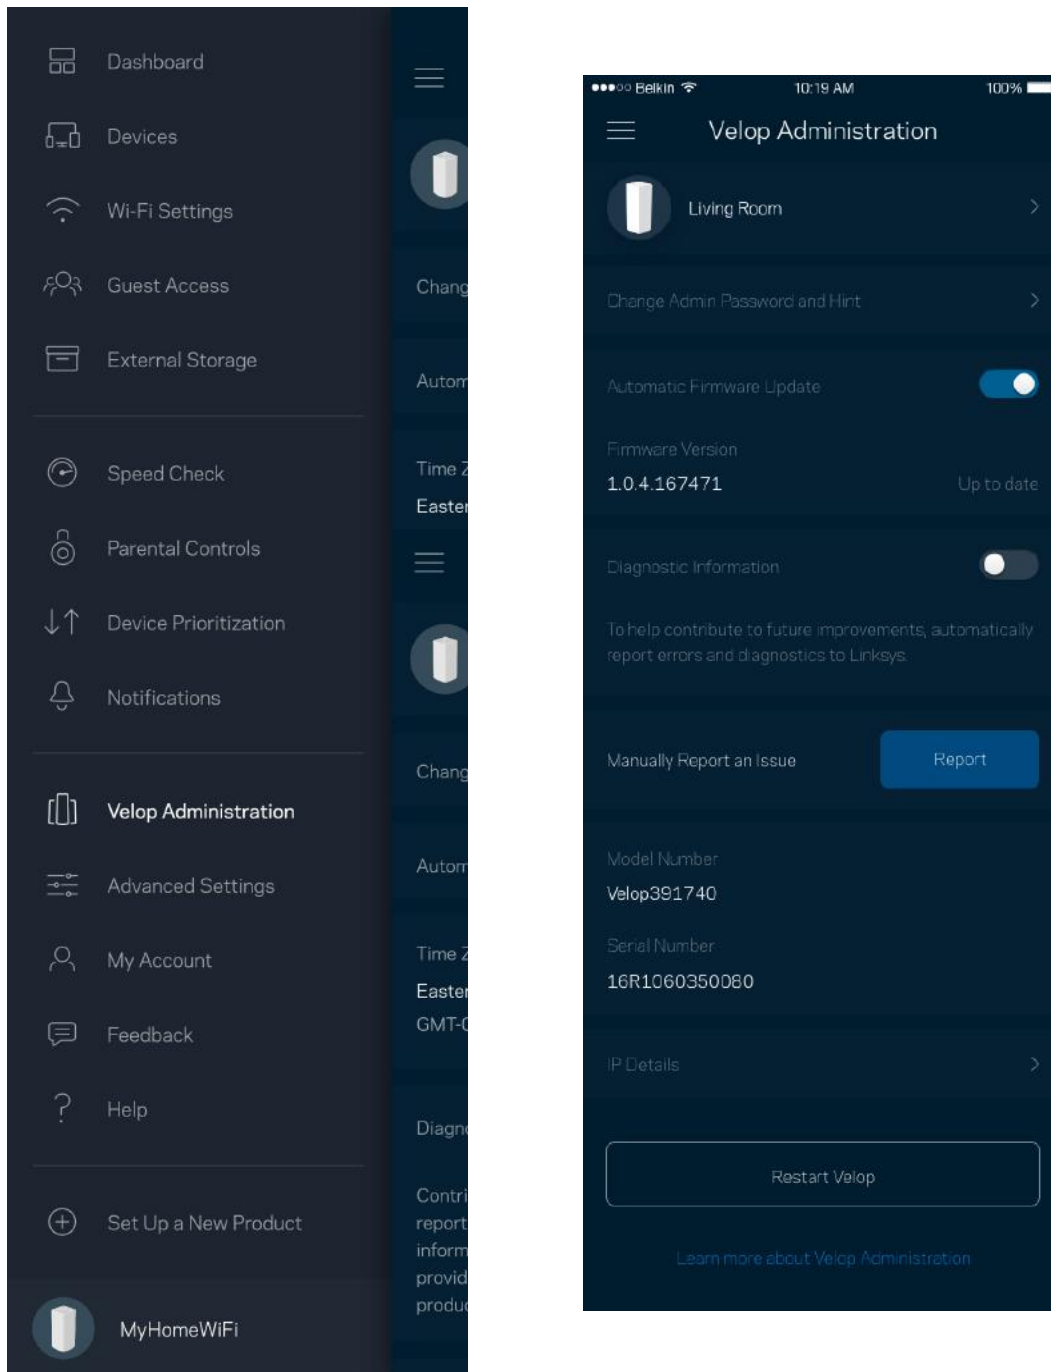 Dashboard
Devices
Wi-Fi Settings
Guest Access
External Storage
Speed Check
Parental Controls
Device Prioritization
Notifications
Velop Administration
Advanced Settings
My Account
Feedback
Help
Set Up a New Product
MyHomeWiFi
Chang
Autom
Time Z
Easter
Chang
Autom
Time Z
Easter
GMT-0
Diagno
Contri
report
inform
provid
produc
Belkin 10:19 AM 100%
Velop Administration
Living Room
Change Admin Password and Hint
Automatic Firmware Update
Firmware Version
1.0.4.167471 Up to date
Diagnostic Information
To help contribute to future improvements, automatically
report errors and diagnostics to Linksys.
Manually Report an Issue Report
Model Number
Velop391740
Serial Number
16R1060350080
IP Details
Restart Velop
Learn more about Velop Administration